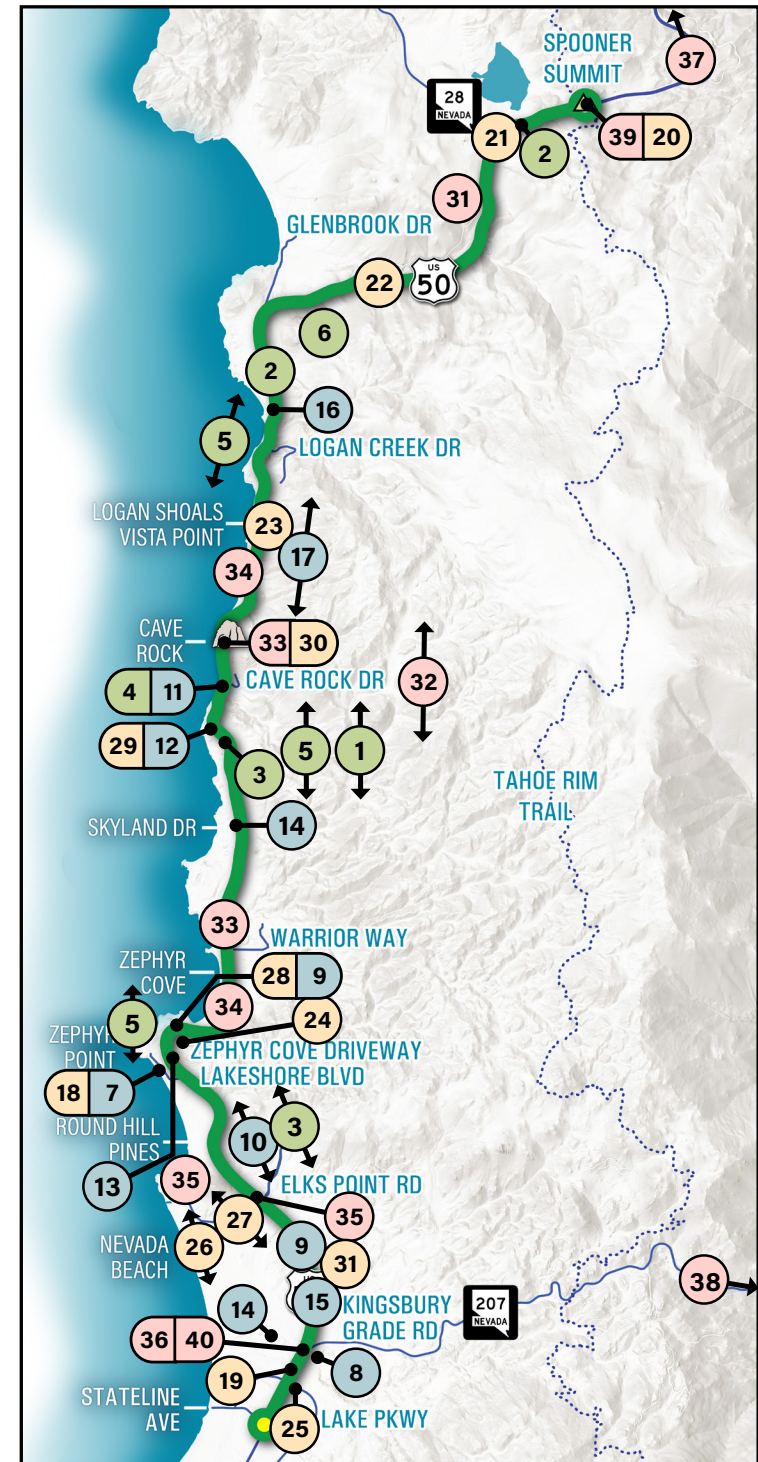 37
SPOONER
SUMMIT
28
NEVADA
21
2
39 20
31
GLENBROOK DR
22
US
50
6
2
16
5
LOGAN CREEK DR
LOGAN SHOALS
VISTA POINT
23
17
34
CAVE
ROCK
33 30
CAVE ROCK DR
32
4 11
29 12
5
1
3
TAHOE RIM
TRAIL
SKYLAND DR
14
33
WARRIOR WAY
ZEPHYR
COVE
28 9
34
5
24
ZEPHYR
POINT
ZEPHYR COVE DRIVEWAY
LAKESHORE BLVD
18 7
ROUND HILL
PINES
10
3
13
35
ELKS POINT RD
27
35
26
NEVADA
BEACH
9
31
38
US
15
14
KINGSBURY
GRADE RD
207
NEVADA
36 40
8
19
STATELINE
AVE
25
LAKE PKWY